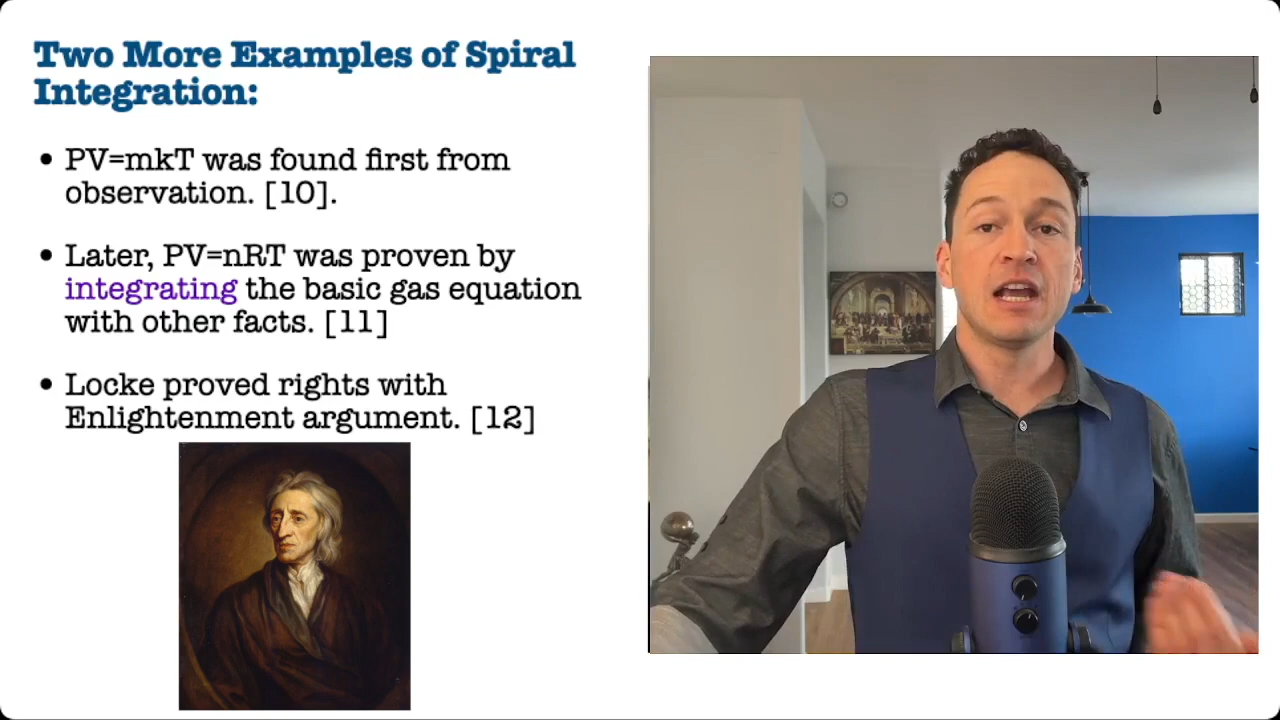 Two More Examples of Spiral
Integration:
• PV=mkT was found first from
observation. [10].
• Later, PV=nRT was proven by
integrating the basic gas equation
with other facts. [11]
• Locke proved rights with
Enlightenment argument. [12]